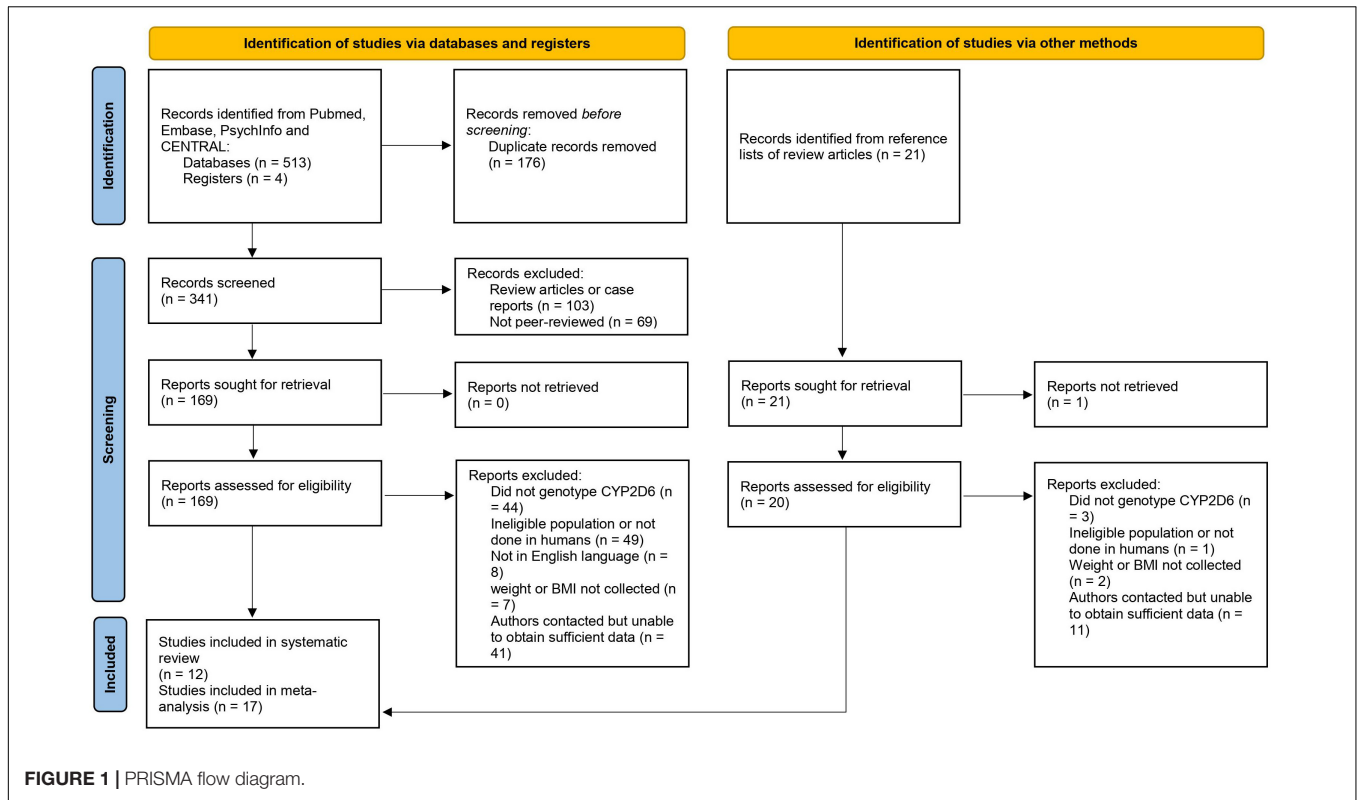 Identification of studies via databases and registers
Identification of studies via other methods
Identification
Records identified from Pubmed,
Embase, PsychInfo and
CENTRAL:
Databases (n = 513)
Registers (n = 4)
Records removed before
screening:
Duplicate records removed
(n = 176)
Records identified from reference
lists of review articles (n = 21)
Screening
Records screened
(n = 341)
Records excluded:
Review articles or case
reports (n = 103)
Not peer-reviewed (n = 69)
Reports sought for retrieval
(n = 169)
Reports not retrieved
(n = 0)
Reports sought for retrieval
(n = 21)
Reports not retrieved
(n = 1)
Reports assessed for eligibility
(n = 169)
Reports excluded:
Did not genotype CYP2D6 (n
= 44)
Ineligible population or not
done in humans (n = 49)
Not in English language (n =
8)
weight or BMI not collected (n
= 7)
Authors contacted but unable
to obtain sufficient data (n =
41)
Reports assessed for eligibility
(n = 20)
Reports excluded:
Did not genotype CYP2D6 (n
= 3)
Ineligible population or not
done in humans (n = 1)
Weight or BMI not collected
(n = 2)
Authors contacted but unable
to obtain sufficient data (n =
11)
Included
Studies included in systematic
review
(n = 12)
Studies included in meta-
analysis (n = 17)
FIGURE 1 | PRISMA flow diagram.